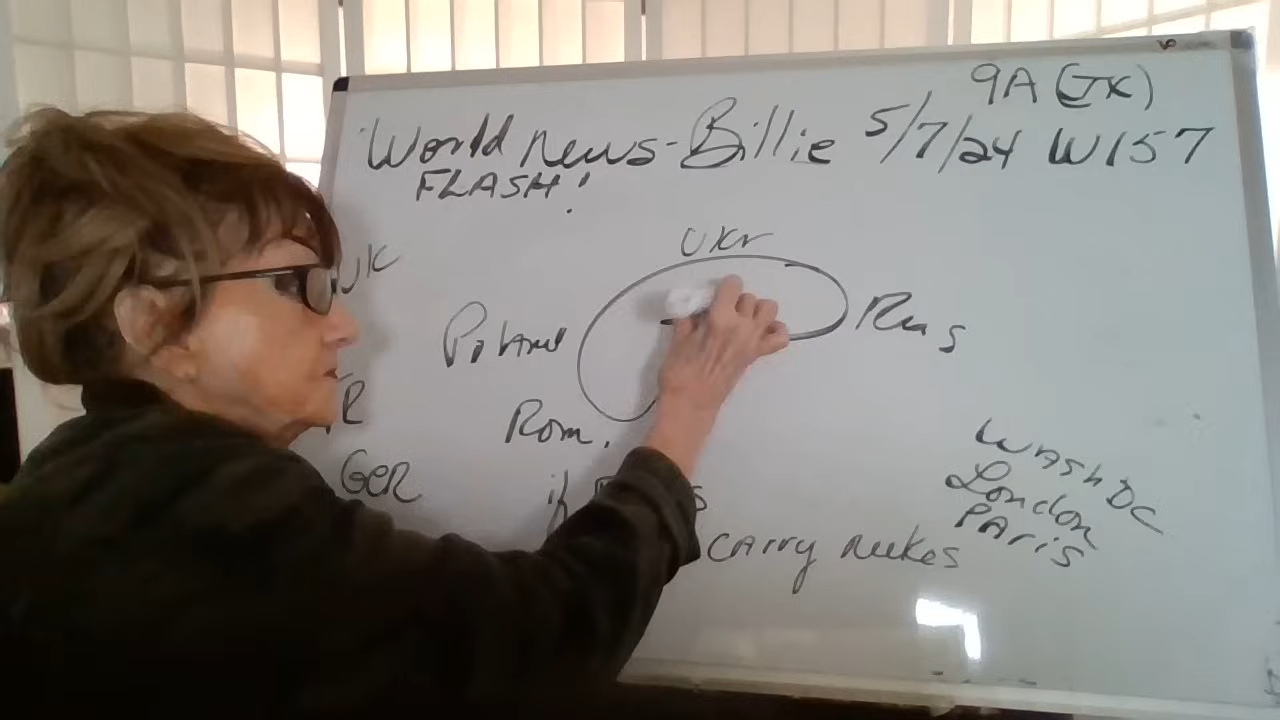 9A (TX)
World News - Billie 5/7/24 W157
FLASH!
UKr
UK
Rus
Rom.
R
GER
if
carry nukes
WASH DC
London
PAris